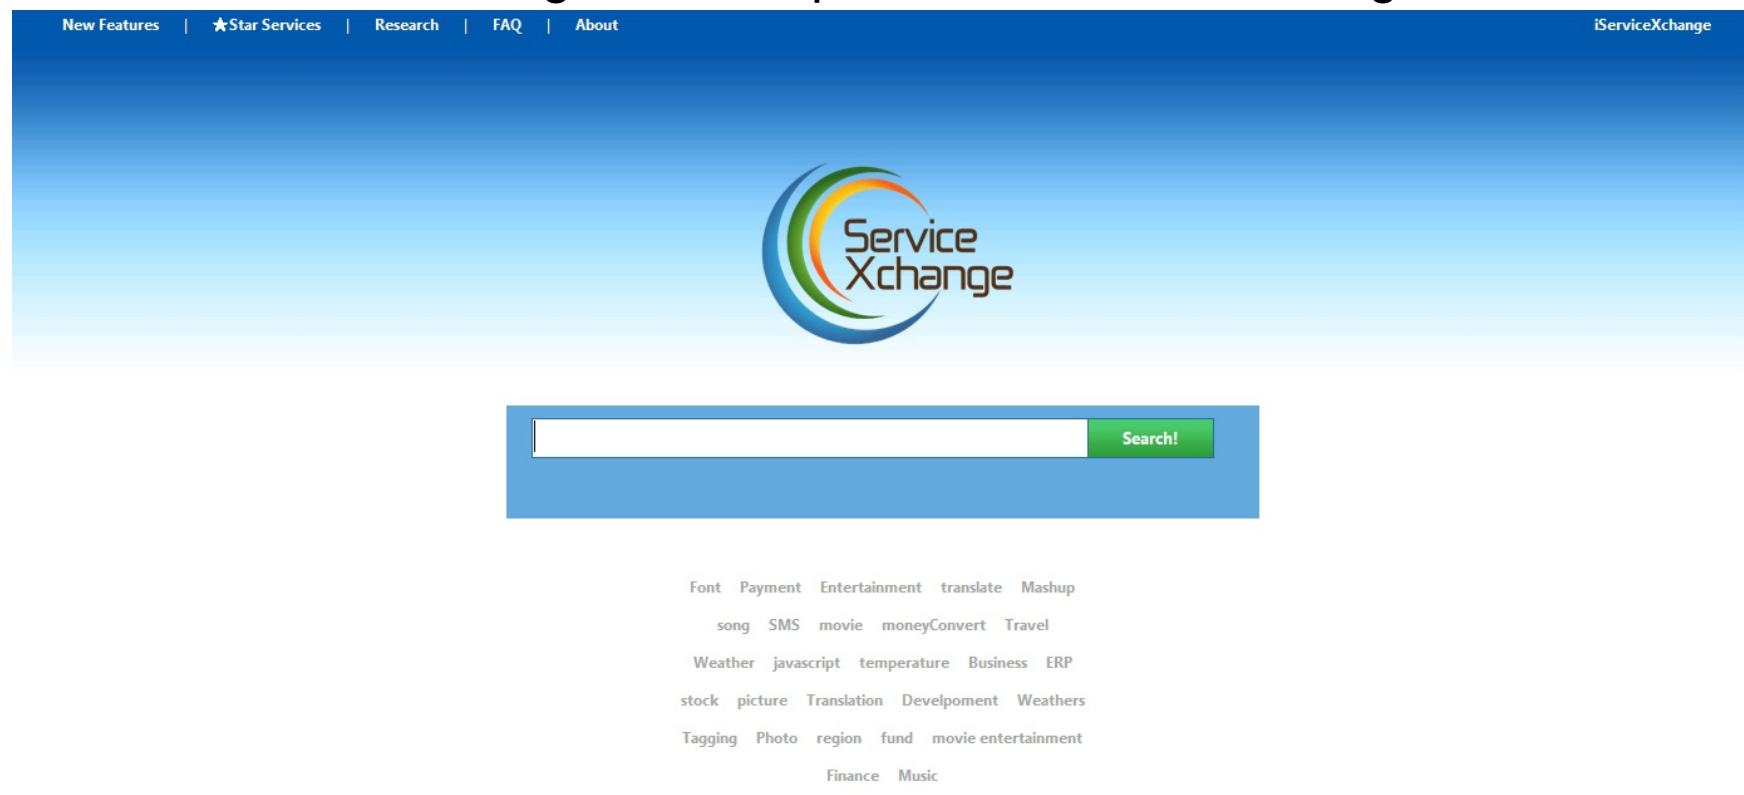 New Features | ★Star Services | Research | FAQ | About iServiceXchange
Service
Xchange
Search!
Font Payment Entertainment translate Mashup
song SMS movie moneyConvert Travel
Weather javascript temperature Business ERP
stock picture Translation Develpoment Weathers
Tagging Photo region fund movie entertainment
Finance Music